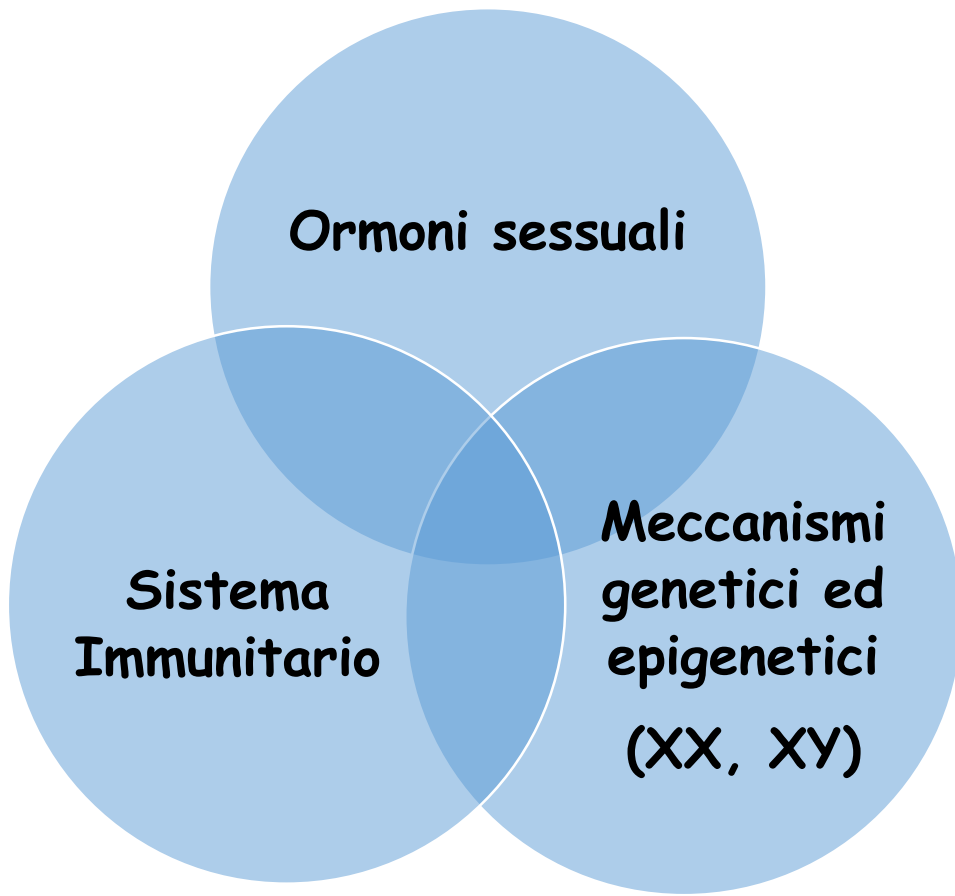 Ormoni sessuali
Sistema
Immunitario
Meccanismi
genetici ed
epigenetici
(XX, XY)